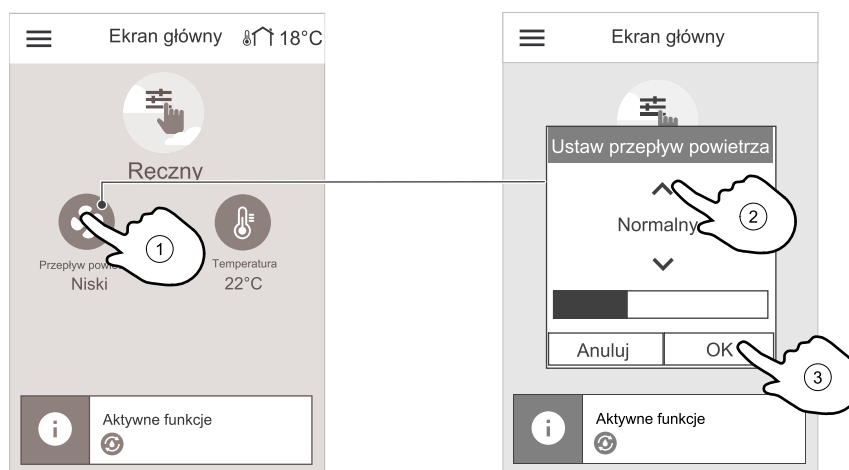 Ekran główny 18°C
Ręczny
1
Przepływ
Niski
Temperatura
22°C
Aktywne funkcje
i
Ekran główny
Ustaw przepływ powietrza
2
Normalny
Anuluj OK
3
Aktywne funkcje
i